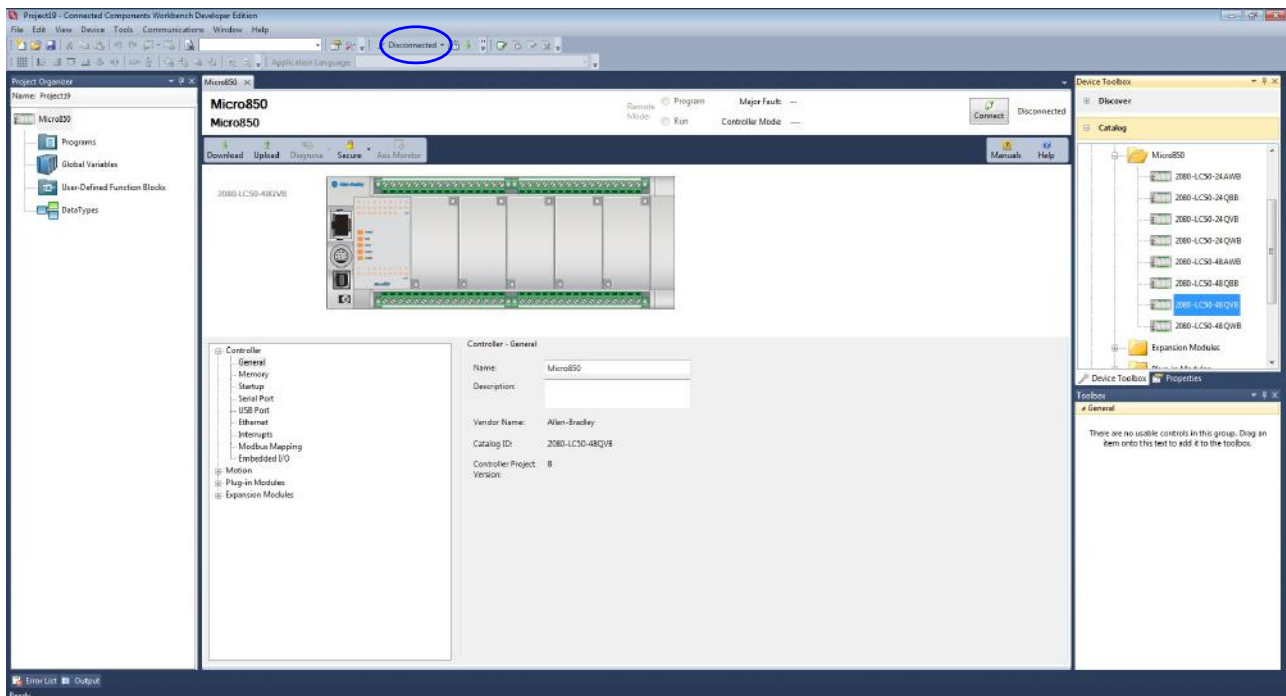 Project19 - Connected Components Workbench Developer Edition
File Edit View Device Tools Communications Window Help
Disconnected
Application Language:
Project Organizer
Name: Project19
Micro850
Programs
Global Variables
User-Defined Function Blocks
DataTypes
Micro850
Micro850
Micro850
Remote Mode:
Program
Run
Major Fault: ---
Controller Mode: ---
Connect
Disconnected
Download Upload Diagnose Secure Axis Monitor
Manuals Help
2080-LC50-48QVB
Controller
General
Memory
Startup
Serial Port
USB Port
Ethernet
Interrupts
Modbus Mapping
Embedded I/O
Motion
Plug-in Modules
Expansion Modules
Controller - General
Name: Micro850
Description:
Vendor Name: Allen-Bradley
Catalog ID: 2080-LC50-48QVB
Controller Project Version: 8
Device Toolbox
Discover
Catalog
Micro850
2080-LC50-24AWB
2080-LC50-24QBB
2080-LC50-24QVB
2080-LC50-24QWB
2080-LC50-48AWB
2080-LC50-48QBB
2080-LC50-48QVB
2080-LC50-48QWB
Expansion Modules
Device Toolbox Properties
Toolbox
General
There are no usable controls in this group. Drag an
item onto this text to add it to the toolbox.
Error List Output
Ready